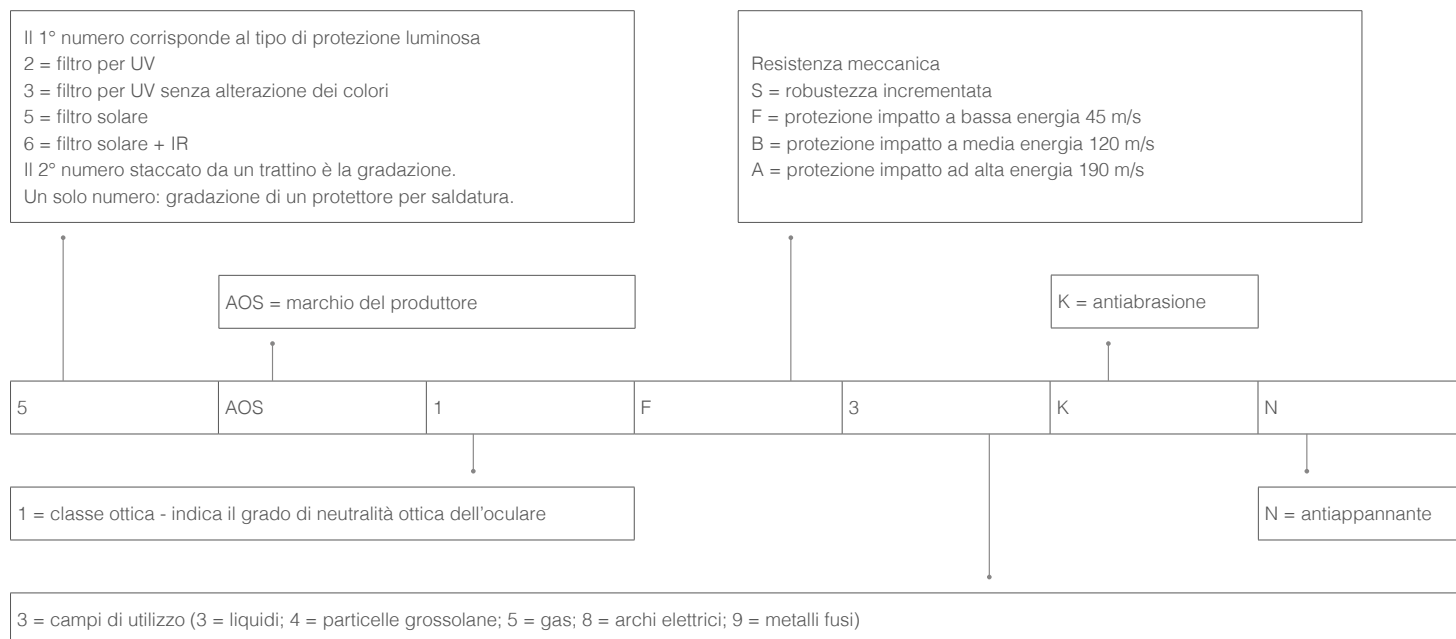 Il 1° numero corrisponde al tipo di protezione luminosa
2 = filtro per UV
3 = filtro per UV senza alterazione dei colori
5 = filtro solare
6 = filtro solare + IR
Il 2° numero staccato da un trattino è la gradazione.
Un solo numero: gradazione di un protettore per saldatura.
Resistenza meccanica
S = robustezza incrementata
F = protezione impatto a bassa energia 45 m/s
B = protezione impatto a media energia 120 m/s
A = protezione impatto ad alta energia 190 m/s
AOS = marchio del produttore
K = antiabrasione
5 AOS 1 F 3 K N
1 = classe ottica - indica il grado di neutralità ottica dell’oculare
N = antiappannante
3 = campi di utilizzo (3 = liquidi; 4 = particelle grossolane; 5 = gas; 8 = archi elettrici; 9 = metalli fusi)